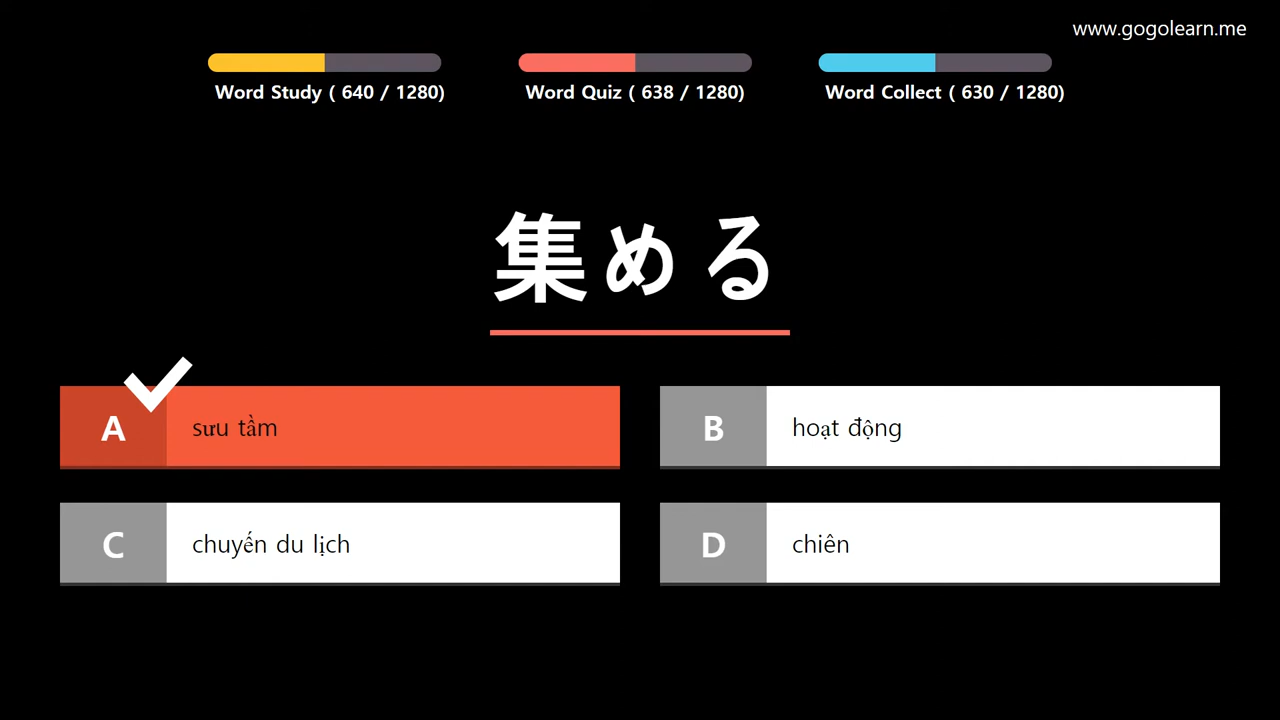 www.gogolearn.me
Word Study ( 640 / 1280)
Word Quiz ( 638 / 1280)
Word Collect ( 630 / 1280)
集める
A
sưu tầm
B
hoạt động
C
chuyến du lịch
D
chiên